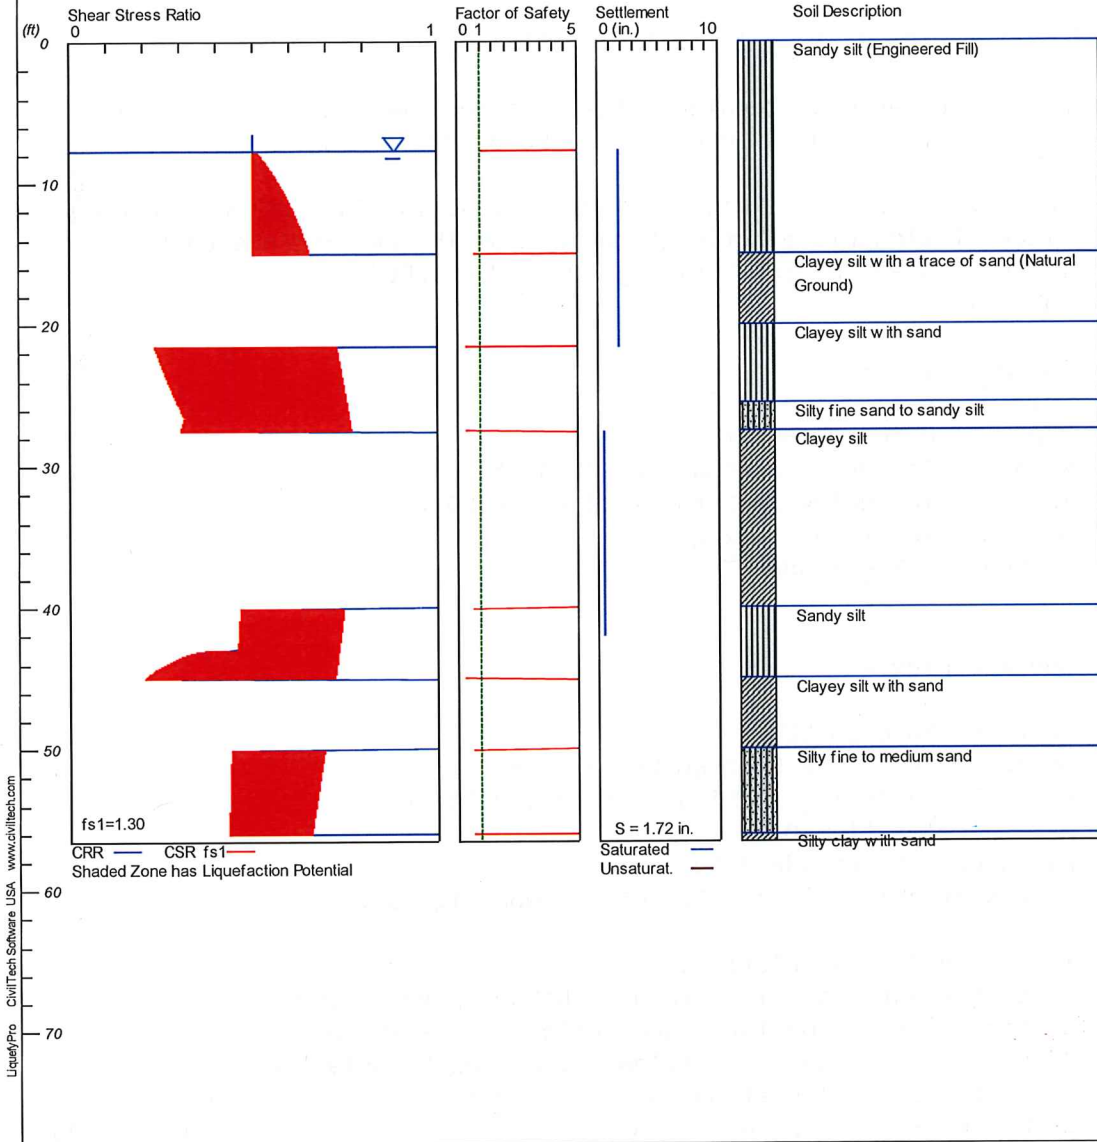 Shear Stress Ratio
0 1
Factor of Safety
0 1 5
Settlement
0 (in.) 10
Soil Description
(ft)
0
10
20
30
40
50
60
70
Sandy silt (Engineered Fill)
Clayey silt with a trace of sand (Natural
Ground)
Clayey silt with sand
Silty fine sand to sandy silt
Clayey silt
Sandy silt
Clayey silt with sand
Silty fine to medium sand
Silty clay with sand
fs1=1.30
S = 1.72 in.
CRR CSR fs1
Shaded Zone has Liquefaction Potential
Saturated
Unsaturat.
LiquefyPro CivilTech Software USA www.civiltech.com